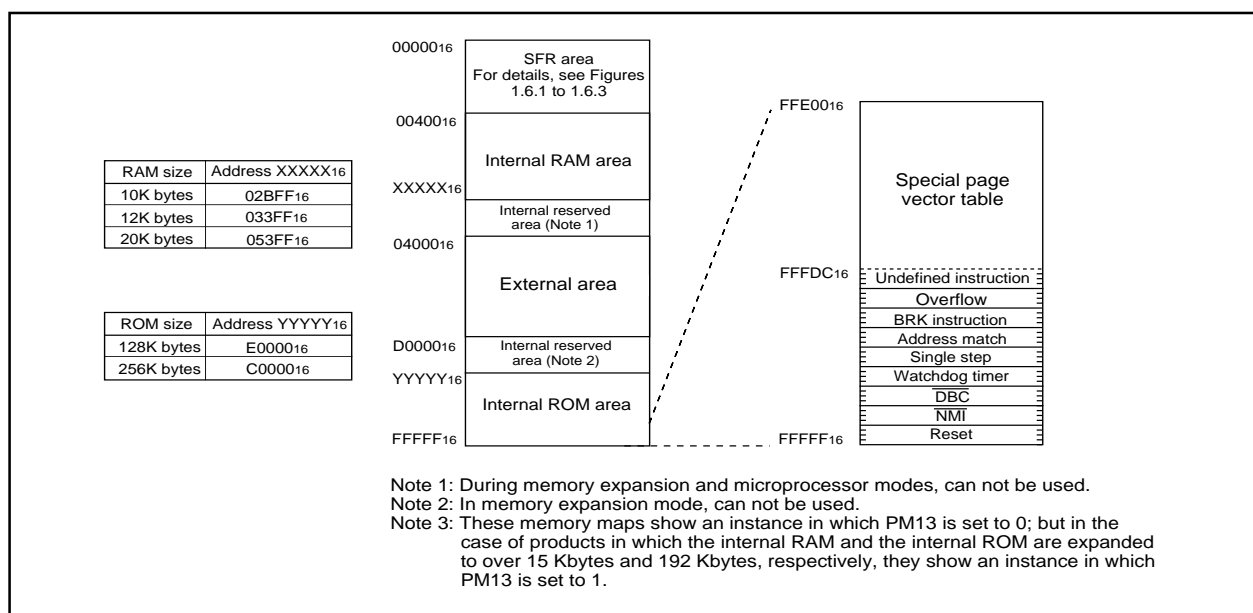 RAM size Address XXXXX16
10K bytes 02BFF16
12K bytes 033FF16
20K bytes 053FF16
ROM size Address YYYYY16
128K bytes E000016
256K bytes C000016
0000016
SFR area
For details, see Figures
1.6.1 to 1.6.3
0040016
Internal RAM area
XXXXX16
Internal reserved
area (Note 1)
0400016
External area
D000016
Internal reserved
area (Note 2)
YYYYY16
Internal ROM area
FFFFF16
FFE0016
Special page
vector table
FFFDC16
Undefined instruction
Overflow
BRK instruction
Address match
Single step
Watchdog timer
DBC
NMI
Reset
FFFFF16
Note 1: During memory expansion and microprocessor modes, can not be used.
Note 2: In memory expansion mode, can not be used.
Note 3: These memory maps show an instance in which PM13 is set to 0; but in the
case of products in which the internal RAM and the internal ROM are expanded
to over 15 Kbytes and 192 Kbytes, respectively, they show an instance in which
PM13 is set to 1.